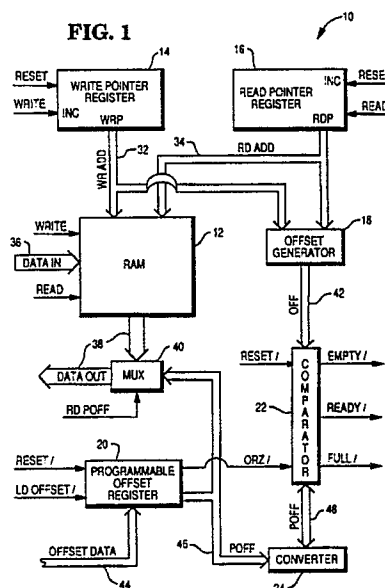 FIG. 1
10
14
16
RESET
WRITE
WRITE POINTER REGISTER
INC
WRP
READ POINTER REGISTER
INC
RDP
RESE
READ
32
34
WR ADD
RD ADD
12
18
WRITE
36
DATA IN
READ
RAM
OFFSET GENERATOR
OFF
42
38
40
DATA OUT
MUX
RD POFF
RESET /
22
COMPARATOR
EMPTY /
READY /
FULL /
20
RESET /
LD OFFSET /
PROGRAMMABLE OFFSET REGISTER
ORZ /
POFF
46
45
POFF
CONVERTER
OFFSET DATA
44